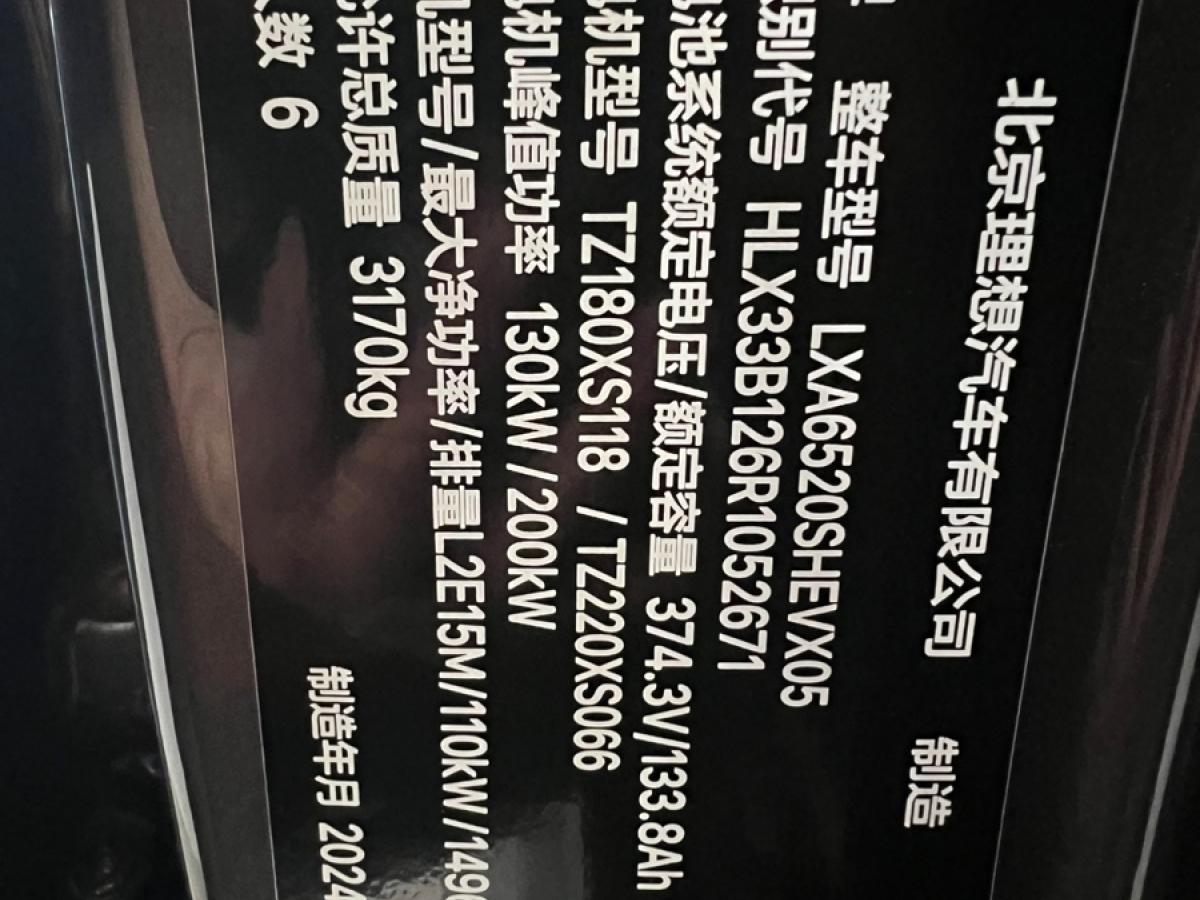 北京理想汽车有限公司 制造
整车型号 LXA6520SHEVX05
别代号 HLX33B126R1052671
池系统额定电压/额定容量 374.3V/133.8Ah
机型号 TZ180XS118 /TZ220XS066
机峰值功率 130kW/200kW
机型号/最大净功率/排量L2E15M/110kW/149
许总质量 3170kg
数 6 制造年月 2024